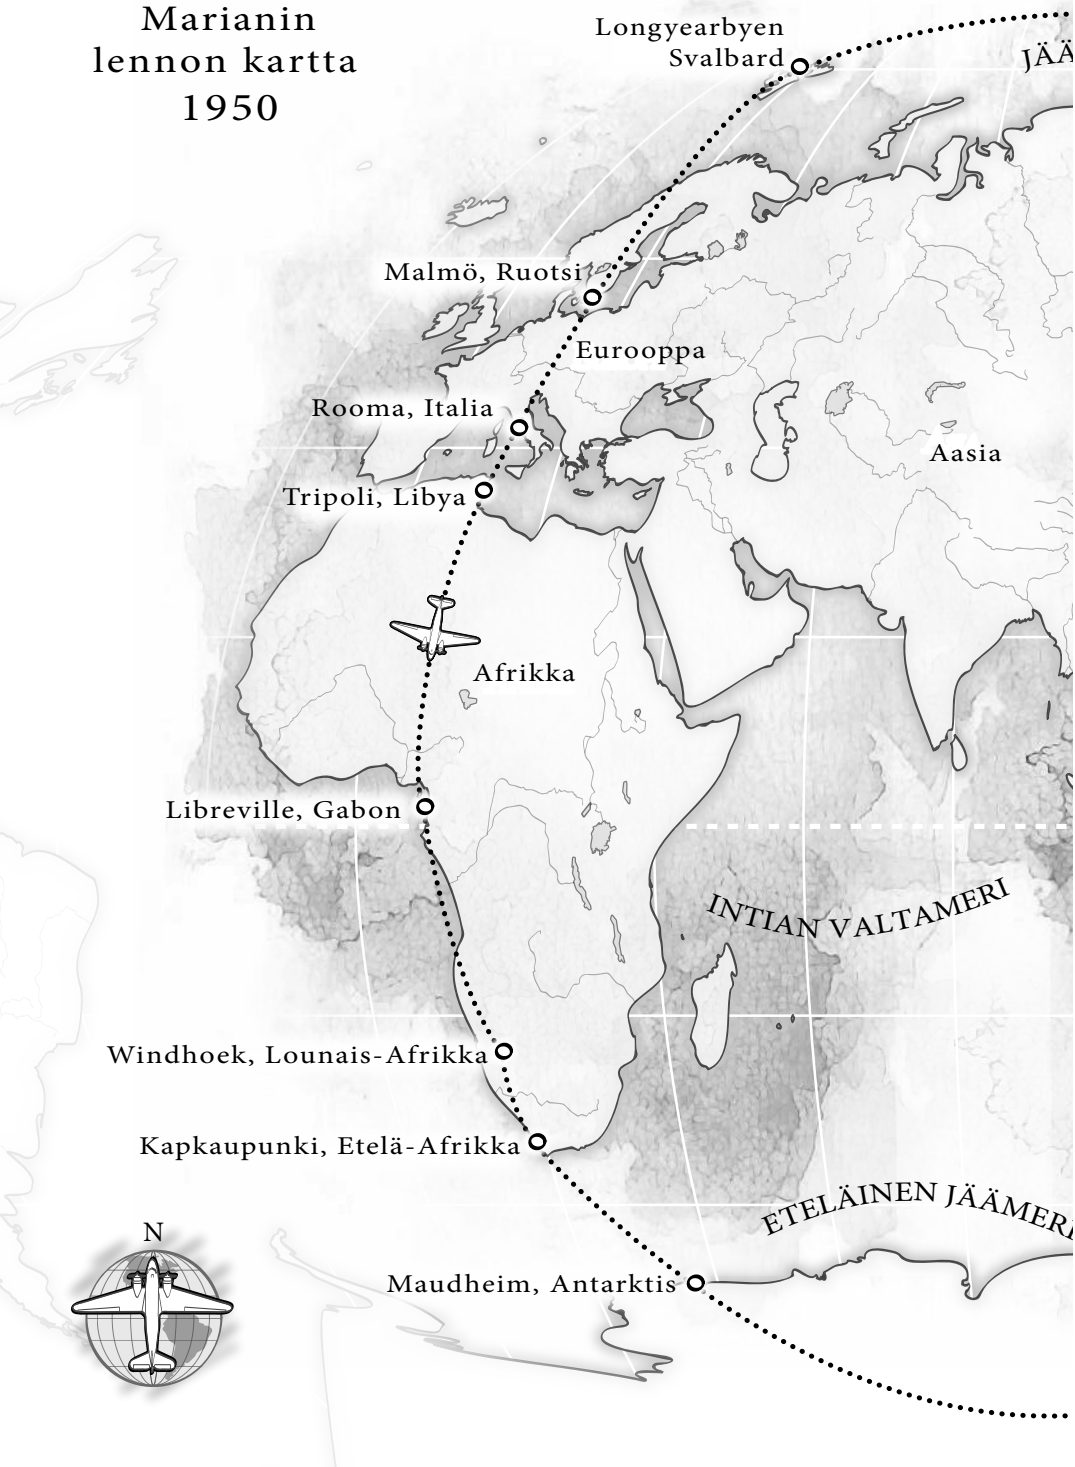 Marianin
lennon kartta
1950
Longyearbyen
Svalbard
JÄÄ
Malmö, Ruotsi
Eurooppa
Rooma, Italia
Aasia
Tripoli, Libya
Afrikka
Libreville, Gabon
INTIAN VALTAMERI
Windhoek, Lounais-Afrikka
Kapkaupunki, Etelä-Afrikka
ETELÄINEN JÄÄMERI
N
Maudheim, Antarktis